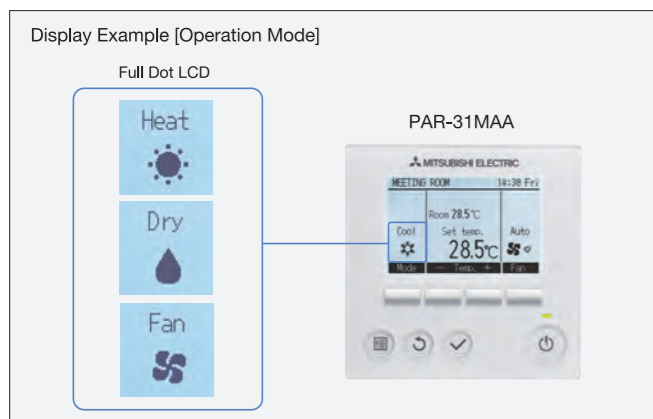 Display Example [Operation Mode]
Full Dot LCD
Heat
Dry
Fan
PAR-31MAA
MITSUBISHI ELECTRIC
MEETING ROOM 14:30 Fri
Room 28.5°C
Cool Set temp. Auto
28.5°C
Mode − Temp. + Fan